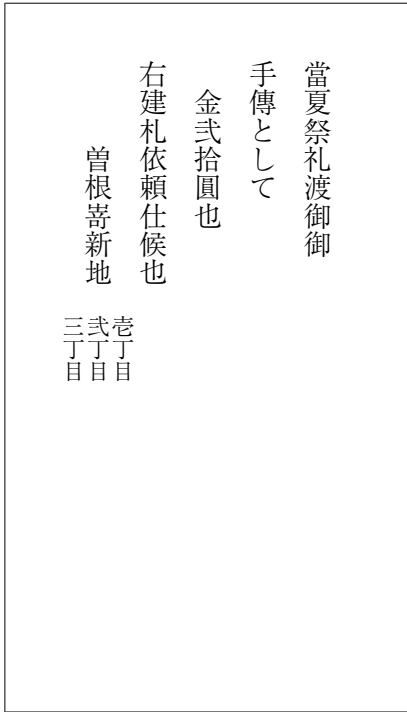 當夏祭礼渡御御
手傳として
金弐拾圓也
右建札依頼仕候也
曽根嵜新地
壱丁目
弐丁目
三丁目